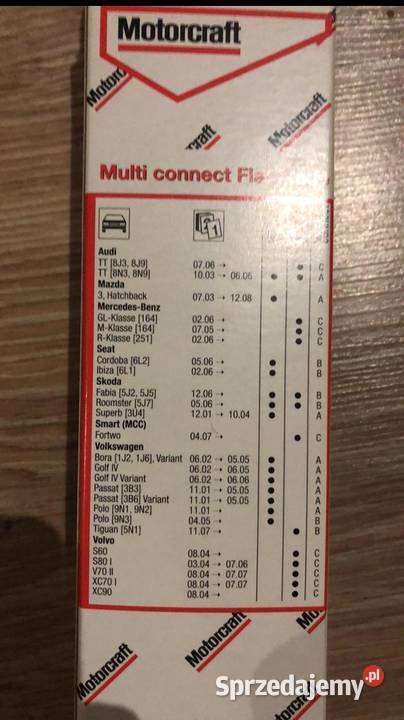 Motorcraft
Motorcraft
Motorcraft
Multi connect Fla
1
Audi
TT [8J3, 8J9] 07.06 → • C
TT [8N3, 8N9] 10.03 → 06.06 • • A
Mazda
3, Hatchback 07.03 → 12.08 • A
Mercedes-Benz
GL-Klasse [164] 02.06 → • C
M-Klasse [164] 07.05 → • C
R-Klasse [251] 02.06 → • C
Seat
Cordoba [6L2] 05.06 → • B
Ibiza [6L1] 02.06 → • B
Skoda
Fabia [5J2, 5J5] 12.06 → • • B
Roomster [5J7] 05.06 → • • B
Superb [3U4] 12.01 → 10.04 • A
Smart (MCC)
Fortwo 04.07 → • C
Volkswagen
Bora [1J2, 1J6], Variant 06.02 → 05.05 • A
Golf IV 06.02 → 06.05 • A
Golf IV Variant 06.02 → 06.06 • A
Passat [3B3] 11.01 → 05.05 • A
Passat [3B6] Variant 11.01 → 05.05 • A
Polo [9N1, 9N2] 11.01 → • A
Polo [9N3] 04.05 → • B
Tiguan [5N1] 11.07 → • B
Volvo
S60 08.04 → • C
S80 I 03.04 → 07.06 • C
V70 II 08.04 → 07.07 • C
XC70 I 08.04 → 07.07 • C
XC90 08.04 → • C
Motorcraft
Motorcraft
Sprzedajemy.pl